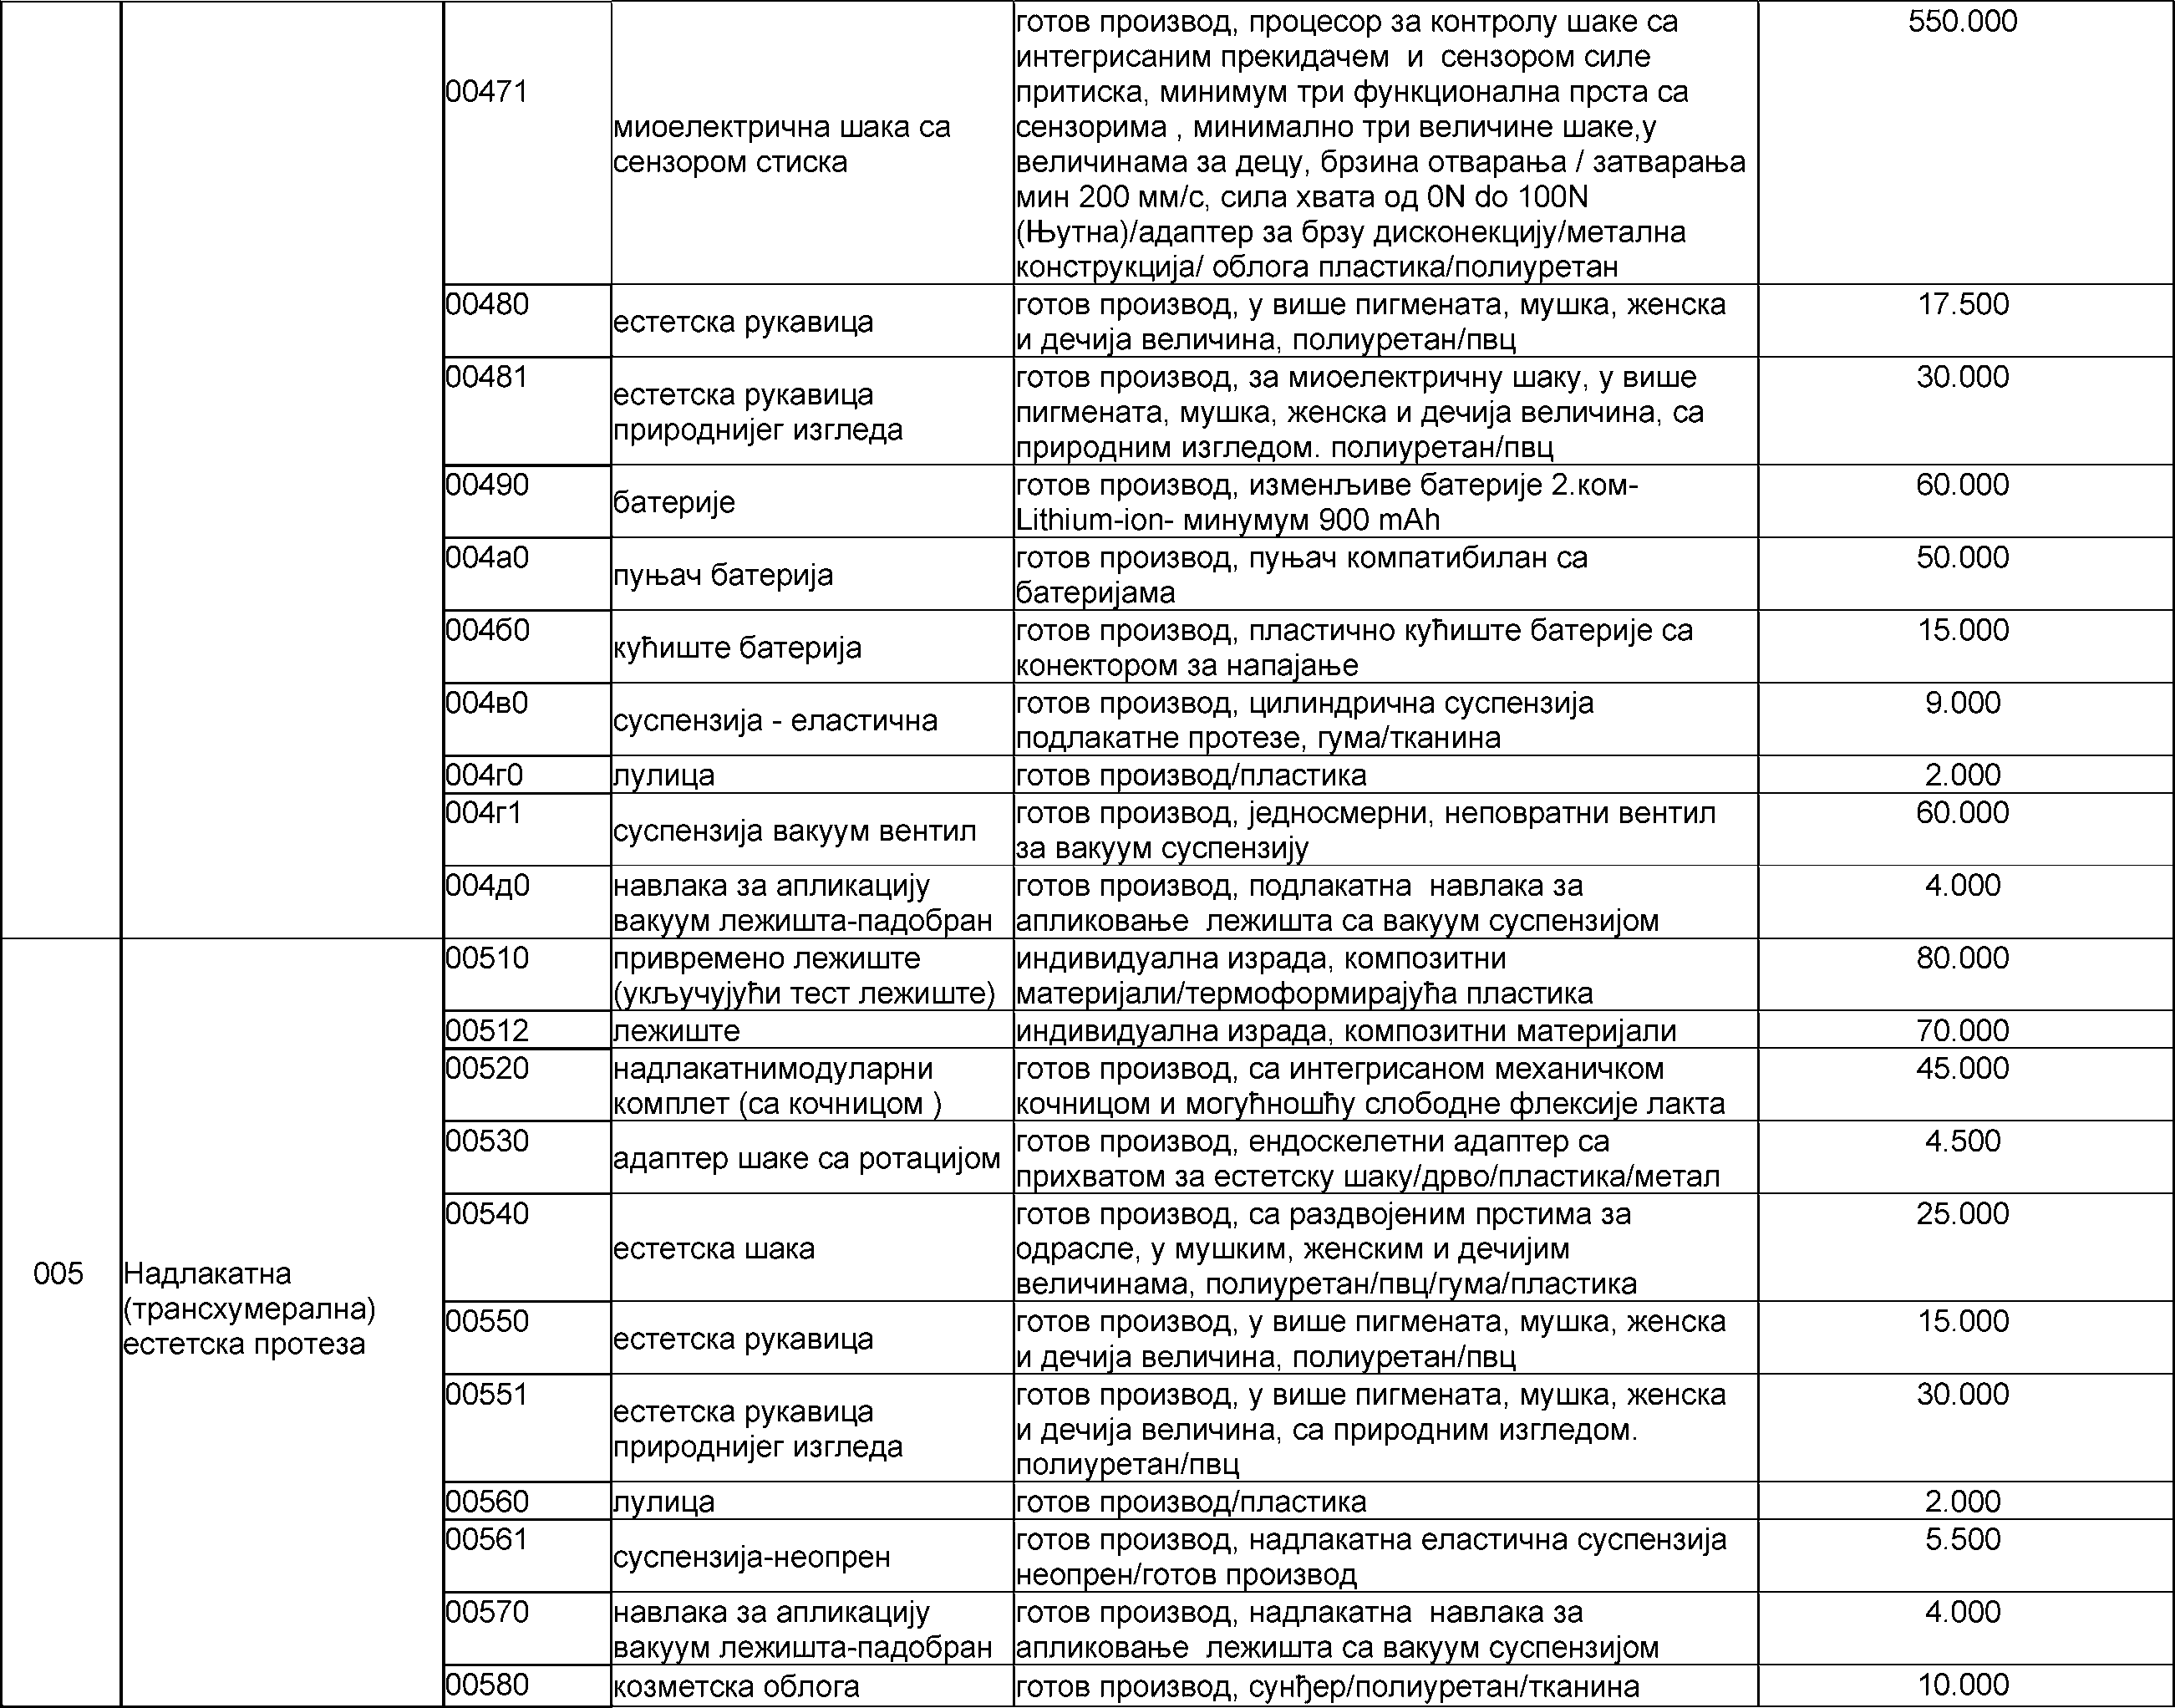 00471
миоелектрична шака са
сензором стиска
готов производ, процесор за контролу шаке са
интегрисаним прекидачем  и  сензором силе
притиска, минимум три функционална прста са
сензорима , минимално три величине шаке,у
величинама за децу, брзина отварања / затварања
мин 200 мм/с, сила хвата од 0N do 100N
(Њутна)/адаптер за брзу дисконекцију/метална
конструкција/ облога пластика/полиуретан
550.000
00480
естетска рукавица
готов производ, у више пигмената, мушка, женска
и дечија величина, полиуретан/пвц
17.500
00481
естетска рукавица
природнијег изгледа
готов производ, за миоелектричну шаку, у више
пигмената, мушка, женска и дечија величина, са
природним изгледом. полиуретан/пвц
30.000
00490
батерије
готов производ, изменљиве батерије 2.ком-
Lithium-ion- минумум 900 mAh
60.000
004а0
пуњач батерија
готов производ, пуњач компатибилан са
батеријама
50.000
004б0
кућиште батерија
готов производ, пластично кућиште батерије са
конектором за напајање
15.000
004в0
суспензија - еластична
готов производ, цилиндрична суспензија
подлакатне протезе, гума/тканина
9.000
004г0
лулица
готов производ/пластика
2.000
004г1
суспензија вакуум вентил
готов производ, једносмерни, неповратни вентил
за вакуум суспензију
60.000
004д0
навлака за апликацију
вакуум лежишта-падобран
готов производ, подлакатна  навлака за
апликовање  лежишта са вакуум суспензијом
4.000
005
Надлакатна
(трансхумерална)
естетска протеза
00510
привремено лежиште
(укључујући тест лежиште)
индивидуална израда, композитни
материјали/термоформирајућа пластика
80.000
00512
лежиште
индивидуална израда, композитни материјали
70.000
00520
надлакатнимодуларни
комплет (са кочницом )
готов производ, са интегрисаном механичком
кочницом и могућношћу слободне флексије лакта
45.000
00530
адаптер шаке са ротацијом
готов производ, ендоскелетни адаптер са
прихватом за естетску шаку/дрво/пластика/метал
4.500
00540
естетска шака
готов производ, са раздвојеним прстима за
одрасле, у мушким, женским и дечијим
величинама, полиуретан/пвц/гума/пластика
25.000
00550
естетска рукавица
готов производ, у више пигмената, мушка, женска
и дечија величина, полиуретан/пвц
15.000
00551
естетска рукавица
природнијег изгледа
готов производ, у више пигмената, мушка, женска
и дечија величина, са природним изгледом.
полиуретан/пвц
30.000
00560
лулица
готов производ/пластика
2.000
00561
суспензија-неопрен
готов производ, надлакатна еластична суспензија
неопрен/готов производ
5.500
00570
навлака за апликацију
вакуум лежишта-падобран
готов производ, надлакатна  навлака за
апликовање  лежишта са вакуум суспензијом
4.000
00580
козметска облога
готов производ, сунђер/полиуретан/тканина
10.000